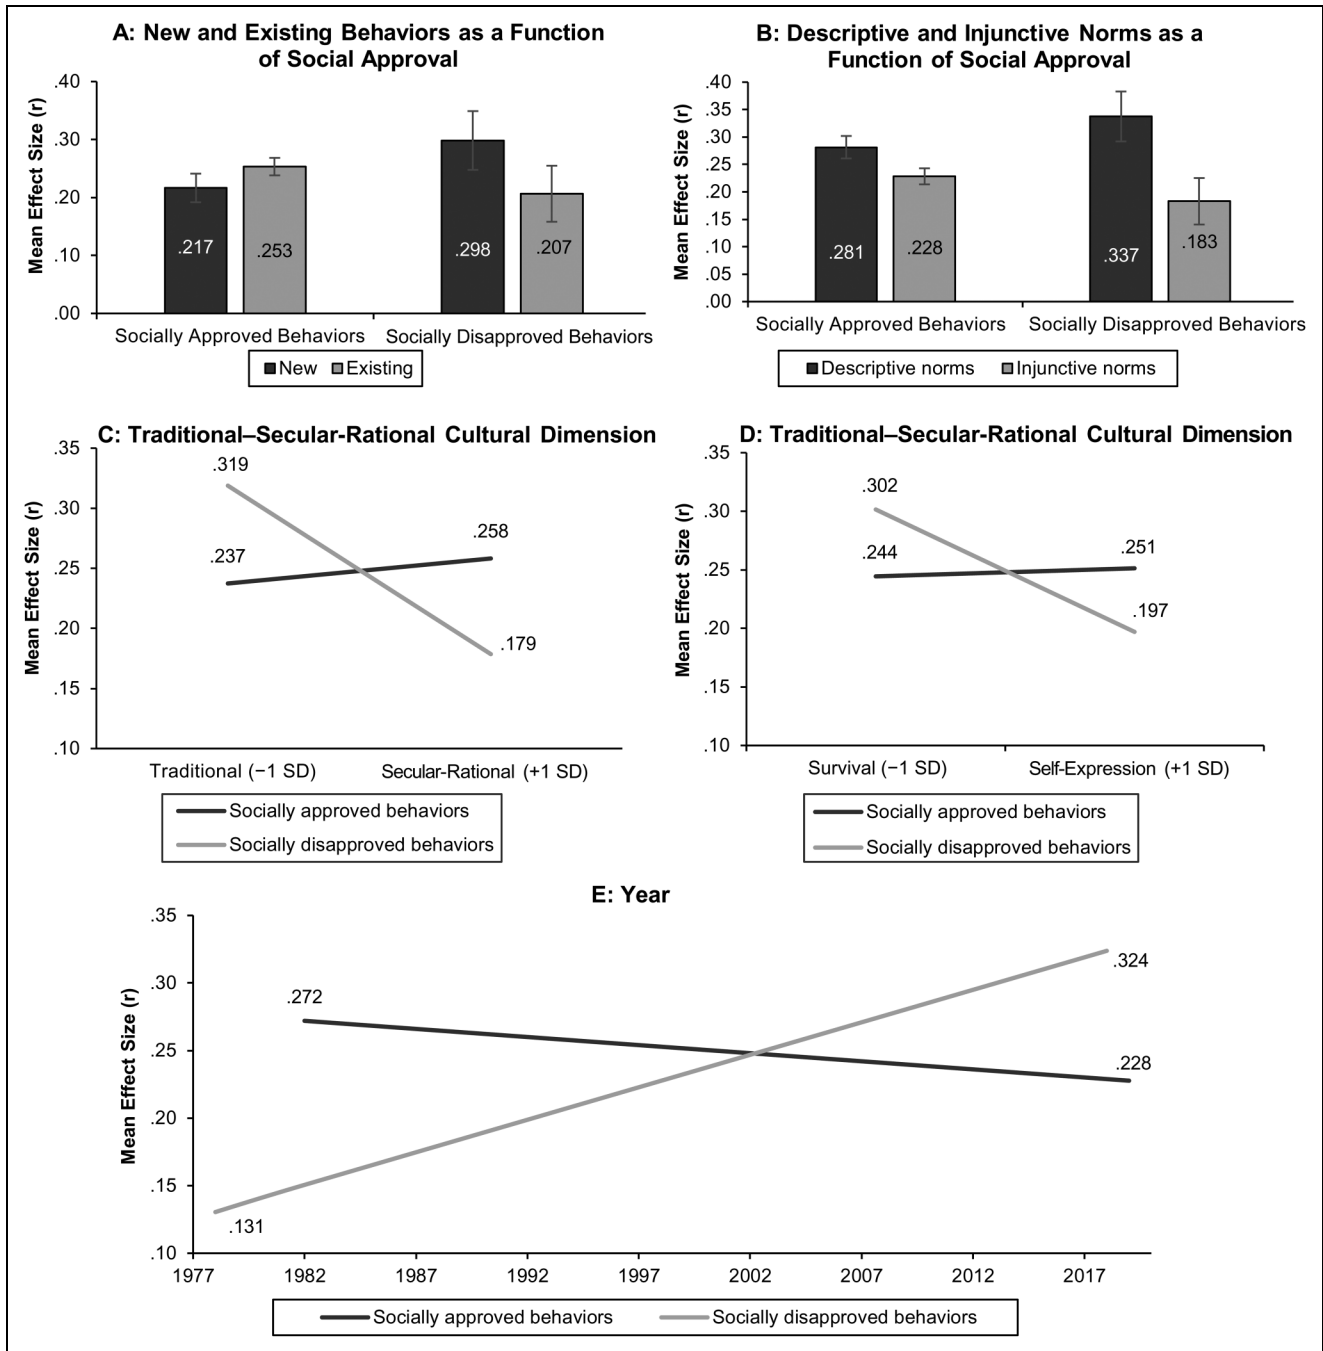 A: New and Existing Behaviors as a Function
of Social Approval
Mean Effect Size (r)
.40
.30
.20
.10
.00
.217
.253
.298
.207
Socially Approved Behaviors
Socially Disapproved Behaviors
New
Existing
B: Descriptive and Injunctive Norms as a
Function of Social Approval
Mean Effect Size (r)
.40
.35
.30
.25
.20
.15
.10
.05
.00
.281
.228
.337
.183
Socially Approved Behaviors
Socially Disapproved Behaviors
Descriptive norms
Injunctive norms
C: Traditional–Secular-Rational Cultural Dimension
Mean Effect Size (r)
.35
.30
.25
.20
.15
.10
.319
.237
.258
.179
Traditional (−1 SD)
Secular-Rational (+1 SD)
Socially approved behaviors
Socially disapproved behaviors
D: Traditional–Secular-Rational Cultural Dimension
Mean Effect Size (r)
.35
.30
.25
.20
.15
.10
.302
.244
.251
.197
Survival (−1 SD)
Self-Expression (+1 SD)
Socially approved behaviors
Socially disapproved behaviors
E: Year
Mean Effect Size (r)
.35
.30
.25
.20
.15
.10
.272
.324
.228
.131
1977
1982
1987
1992
1997
2002
2007
2012
2017
Socially approved behaviors
Socially disapproved behaviors